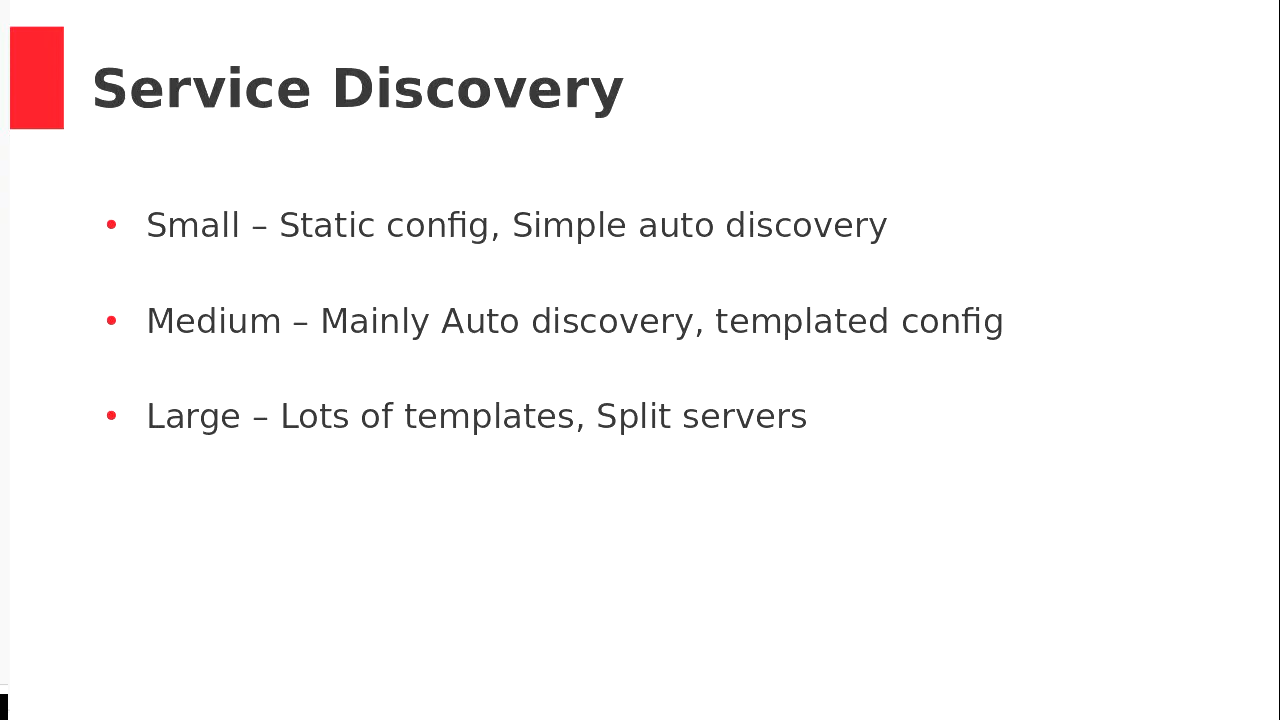 Service Discovery
• Small – Static config, Simple auto discovery
• Medium – Mainly Auto discovery, templated config
• Large – Lots of templates, Split servers